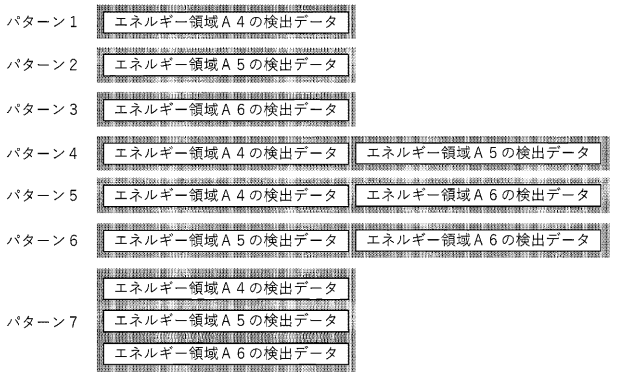 パターン１ エネルギー領域Ａ４の検出データ
パターン２ エネルギー領域Ａ５の検出データ
パターン３ エネルギー領域Ａ６の検出データ
パターン４ エネルギー領域Ａ４の検出データ エネルギー領域Ａ５の検出データ
パターン５ エネルギー領域Ａ４の検出データ エネルギー領域Ａ６の検出データ
パターン６ エネルギー領域Ａ５の検出データ エネルギー領域Ａ６の検出データ
エネルギー領域Ａ４の検出データ
パターン７ エネルギー領域Ａ５の検出データ
エネルギー領域Ａ６の検出データ